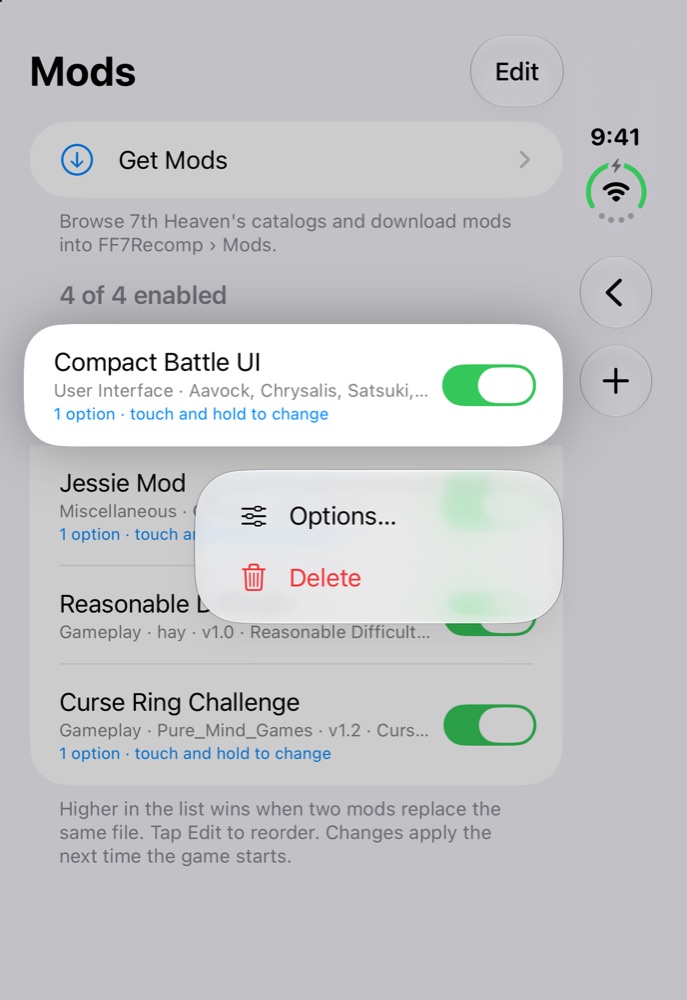 Mods
Edit
9:41
Get Mods
Browse 7th Heaven's catalogs and download mods
into FF7Recomp › Mods.
4 of 4 enabled
Compact Battle UI
User Interface · Aavock, Chrysalis, Satsuki,...
1 option · touch and hold to change
Jessie Mod
Miscellaneous ·
1 option · touch
Options...
Delete
Reasonable
Gameplay · hay · v1.0 · Reasonable Difficult...
Curse Ring Challenge
Gameplay · Pure_Mind_Games · v1.2 · Curs...
1 option · touch and hold to change
Higher in the list wins when two mods replace the
same file. Tap Edit to reorder. Changes apply the
next time the game starts.